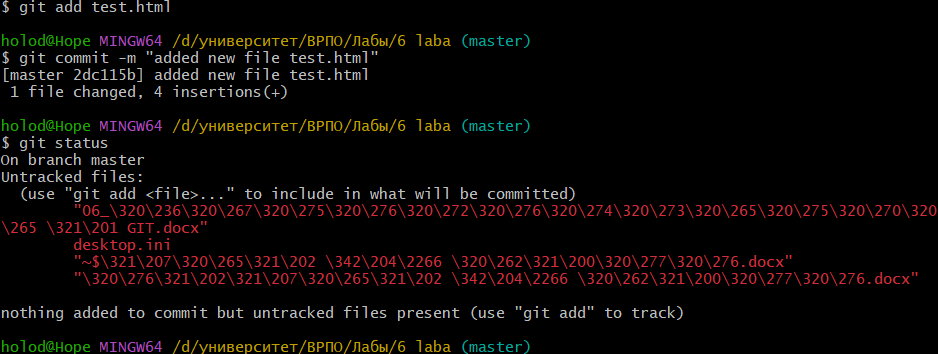 $ git add test.html
holod@Hope MINGW64 /d/университет/ВРПО/Лабы/6 laba (master)
$ git commit -m "added new file test.html"
[master 2dc115b] added new file test.html
1 file changed, 4 insertions(+)
holod@Hope MINGW64 /d/университет/ВРПО/Лабы/6 laba (master)
$ git status
On branch master
Untracked files:
(use "git add <file>..." to include in what will be committed)
"06_\320\236\320\267\320\275\320\276\320\272\320\276\320\274\320\273\320\265\320\275\320\270\320
\265 \321\201 GIT.docx"
desktop.ini
"~$\321\207\320\265\321\202 \342\204\2266 \320\262\321\200\320\277\320\276.docx"
"\320\276\321\202\321\207\320\265\321\202 \342\204\2266 \320\262\321\200\320\277\320\276.docx"
nothing added to commit but untracked files present (use "git add" to track)
holod@Hope MINGW64 /d/университет/ВРПО/Лабы/6 laba (master)